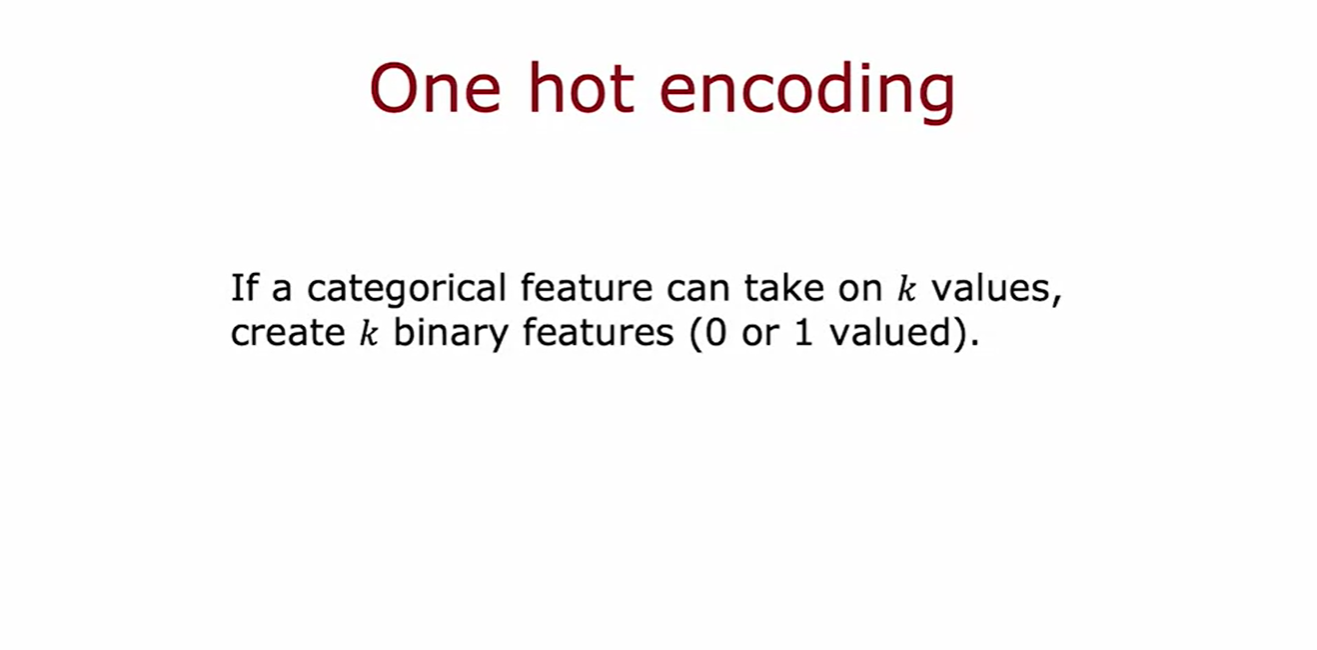 One hot encoding
If a categorical feature can take on k values,
create k binary features (0 or 1 valued).